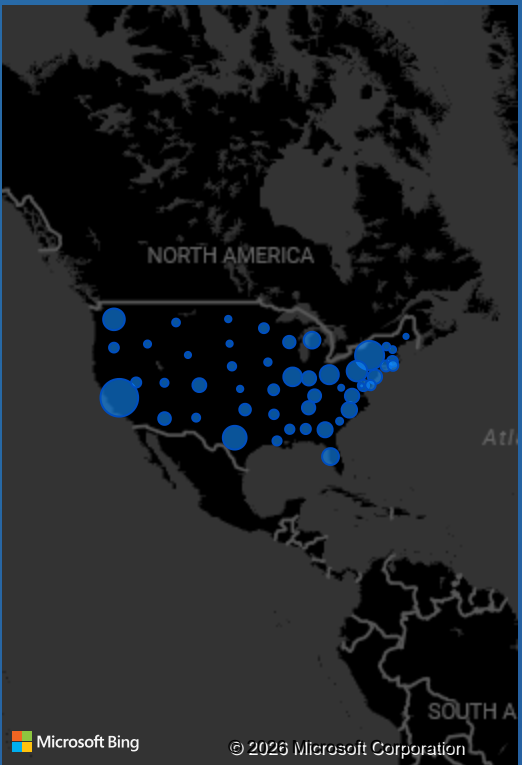 NORTH AMERICA
Atl
SOUTH A
Microsoft Bing
© 2026 Microsoft Corporation